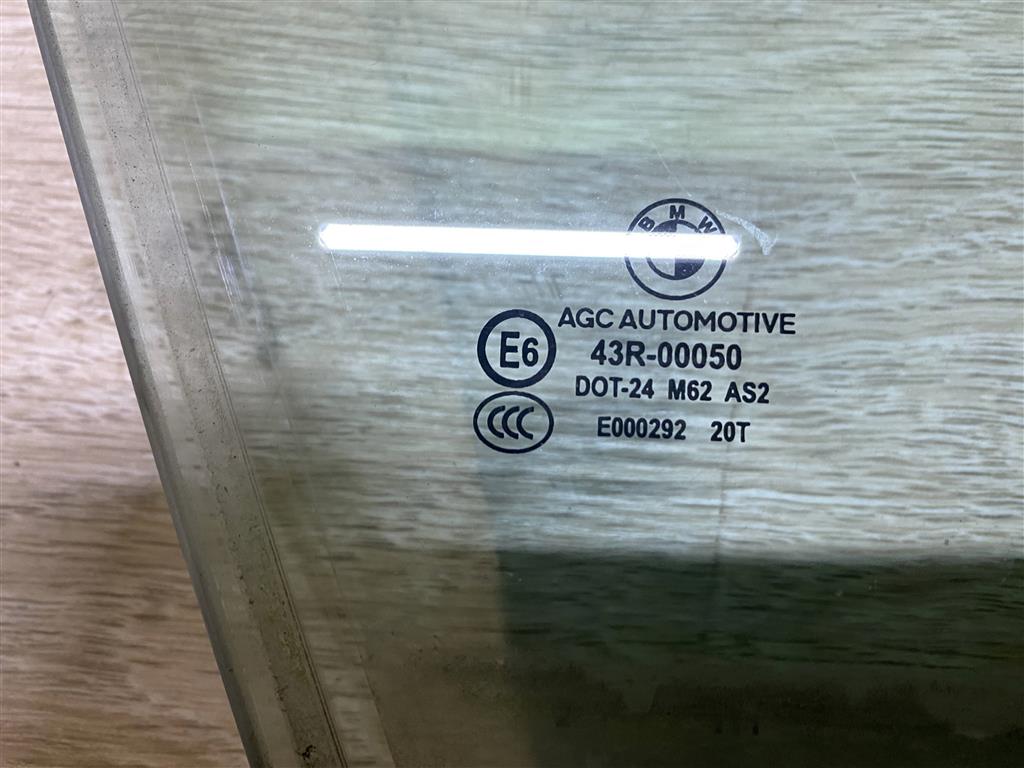 BMW
AGC AUTOMOTIVE
E6 43R-00050
DOT-24 M62 AS2
CCC E000292 20T